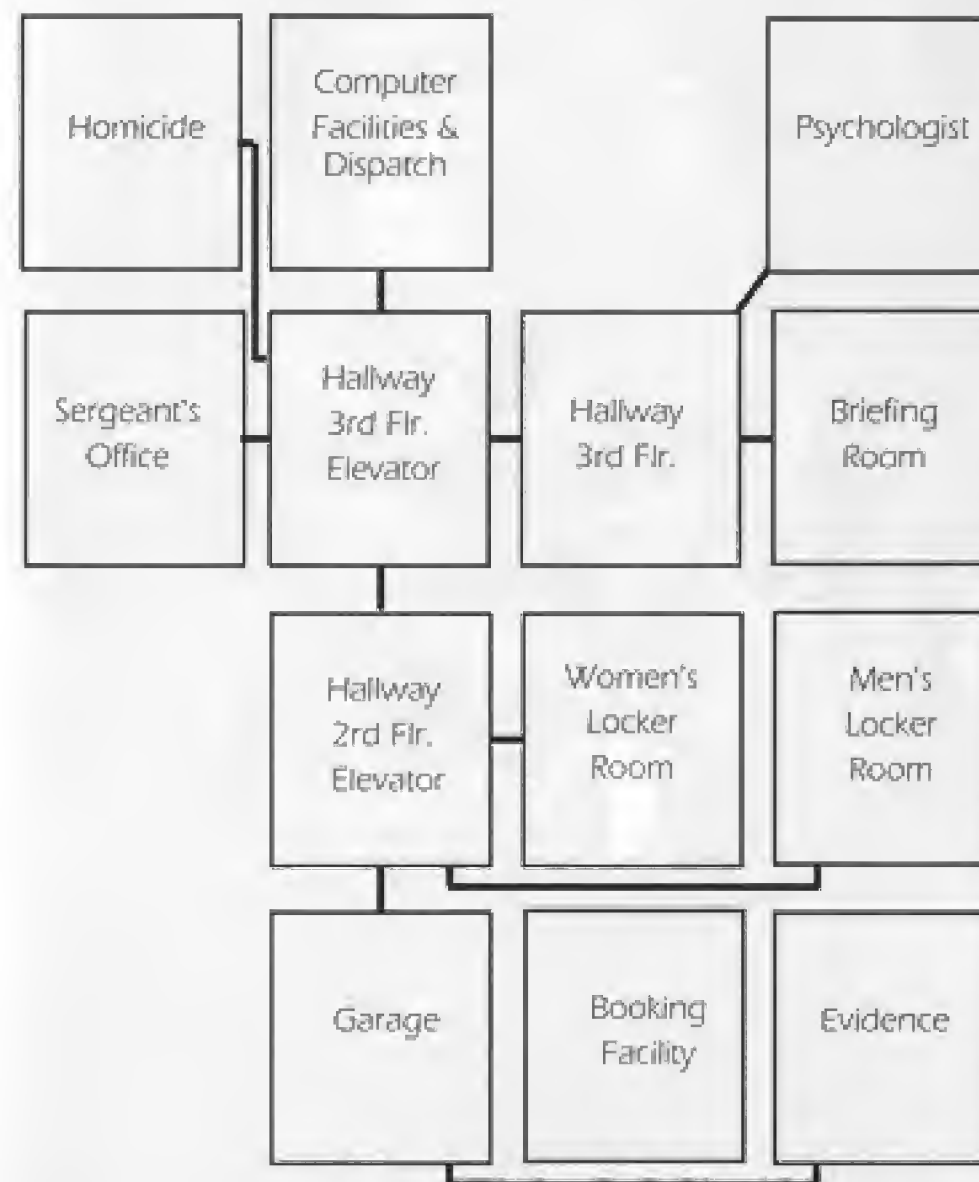 Homicide
Computer
Facilities &
Dispatch
Psychologist
Sergeant's
Office
Hallway
3rd Flr.
Elevator
Hallway
3rd Flr.
Briefing
Room
Hallway
2rd Flr.
Elevator
Women's
Locker
Room
Men's
Locker
Room
Garage
Booking
Facility
Evidence